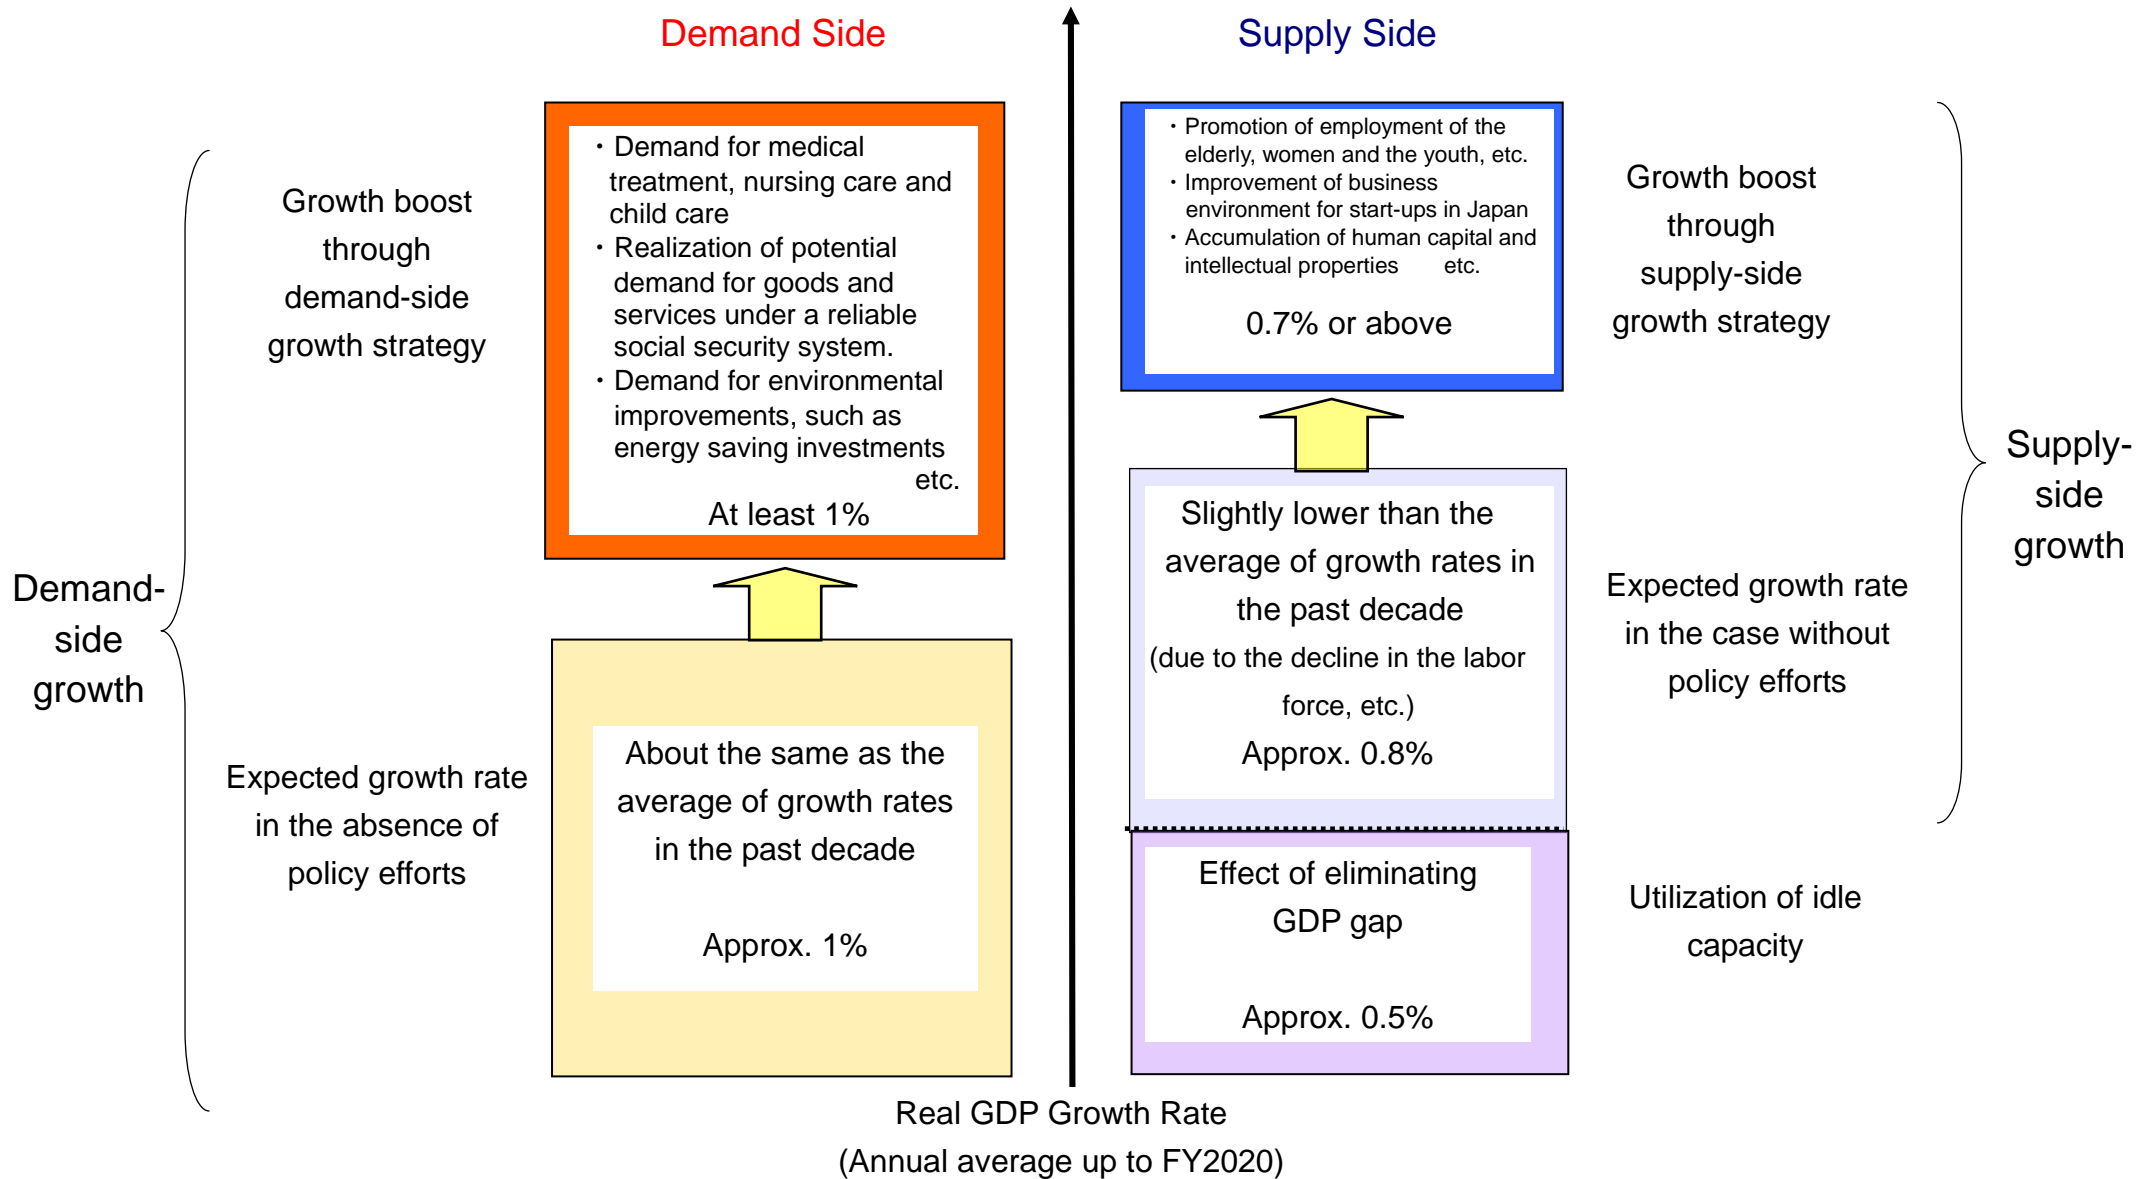 Demand Side
Supply Side
Growth boost
through
demand-side
growth strategy
・Demand for medical
treatment, nursing care and
child care
・Realization of potential
demand for goods and
services under a reliable
social security system.
・Demand for environmental
improvements, such as
energy saving investments
etc.
At least 1%
・Promotion of employment of the
elderly, women and the youth, etc.
・Improvement of business
environment for start-ups in Japan
・Accumulation of human capital and
intellectual properties etc.
0.7% or above
Growth boost
through
supply-side
growth strategy
Demand-
side
growth
Expected growth rate
in the absence of
policy efforts
About the same as the
average of growth rates
in the past decade
Approx. 1%
Slightly lower than the
average of growth rates in
the past decade
(due to the decline in the labor
force, etc.)
Approx. 0.8%
Expected growth rate
in the case without
policy efforts
Supply-
side
growth
Effect of eliminating
GDP gap
Approx. 0.5%
Utilization of idle
capacity
Real GDP Growth Rate
(Annual average up to FY2020)